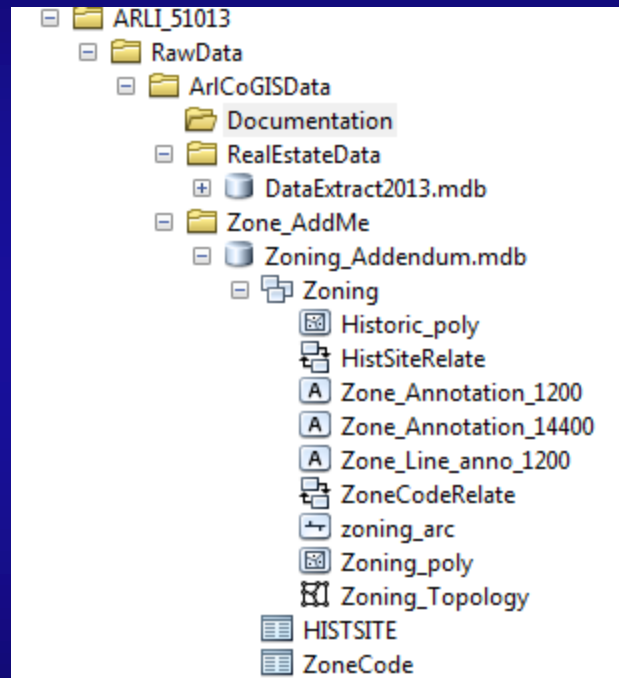 ARLI_51013
RawData
ArlCoGISData
Documentation
RealEstateData
DataExtract2013.mdb
Zone_AddMe
Zoning_Addendum.mdb
Zoning
Historic_poly
HistSiteRelate
A Zone_Annotation_1200
A Zone_Annotation_14400
A Zone_Line_anno_1200
ZoneCodeRelate
zoning_arc
Zoning_poly
Zoning_Topology
HISTSITE
ZoneCode